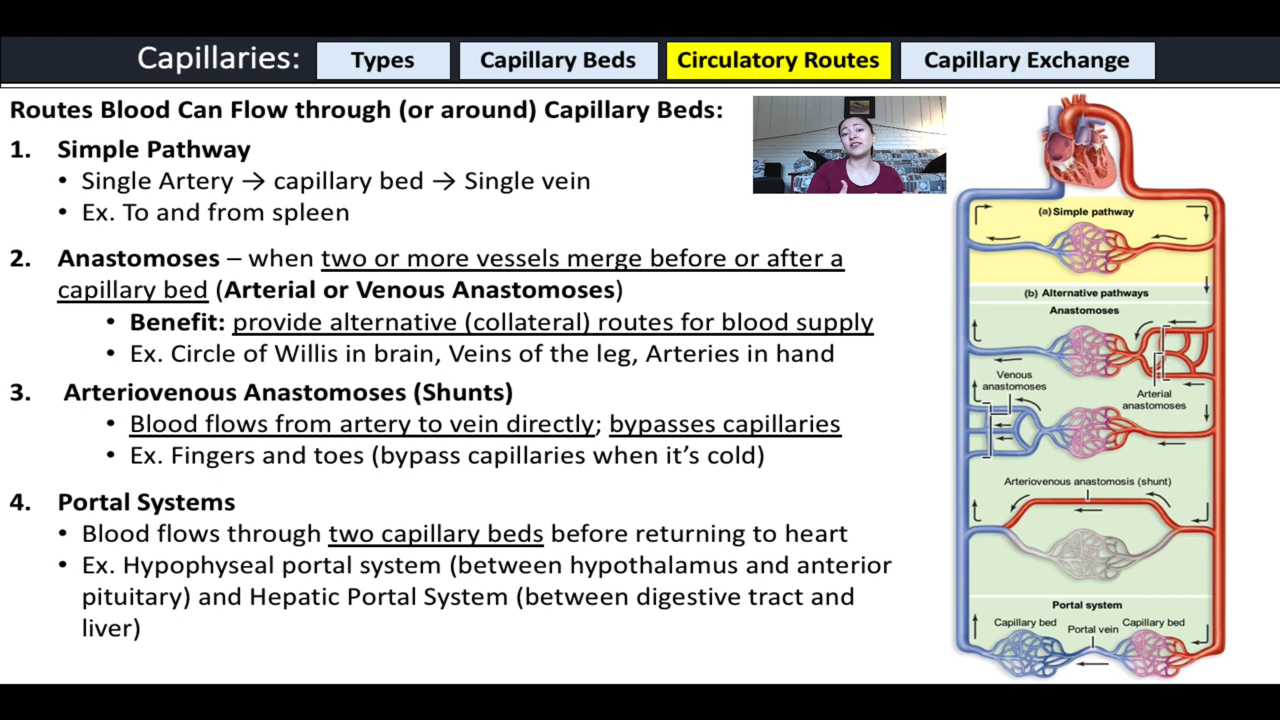 Capillaries: Types Capillary Beds Circulatory Routes Capillary Exchange
Routes Blood Can Flow through (or around) Capillary Beds:
1. Simple Pathway
• Single Artery → capillary bed → Single vein
• Ex. To and from spleen
2. Anastomoses – when two or more vessels merge before or after a
capillary bed (Arterial or Venous Anastomoses)
• Benefit: provide alternative (collateral) routes for blood supply
• Ex. Circle of Willis in brain, Veins of the leg, Arteries in hand
3. Arteriovenous Anastomoses (Shunts)
• Blood flows from artery to vein directly; bypasses capillaries
• Ex. Fingers and toes (bypass capillaries when it's cold)
4. Portal Systems
• Blood flows through two capillary beds before returning to heart
• Ex. Hypophyseal portal system (between hypothalamus and anterior
pituitary) and Hepatic Portal System (between digestive tract and
liver)
(a) Simple pathway
(b) Alternative pathways
Anastomoses
Venous
anastomoses
Arterial
anastomoses
Arteriovenous anastomosis (shunt)
Portal system
Capillary bed
Portal vein
Capillary bed